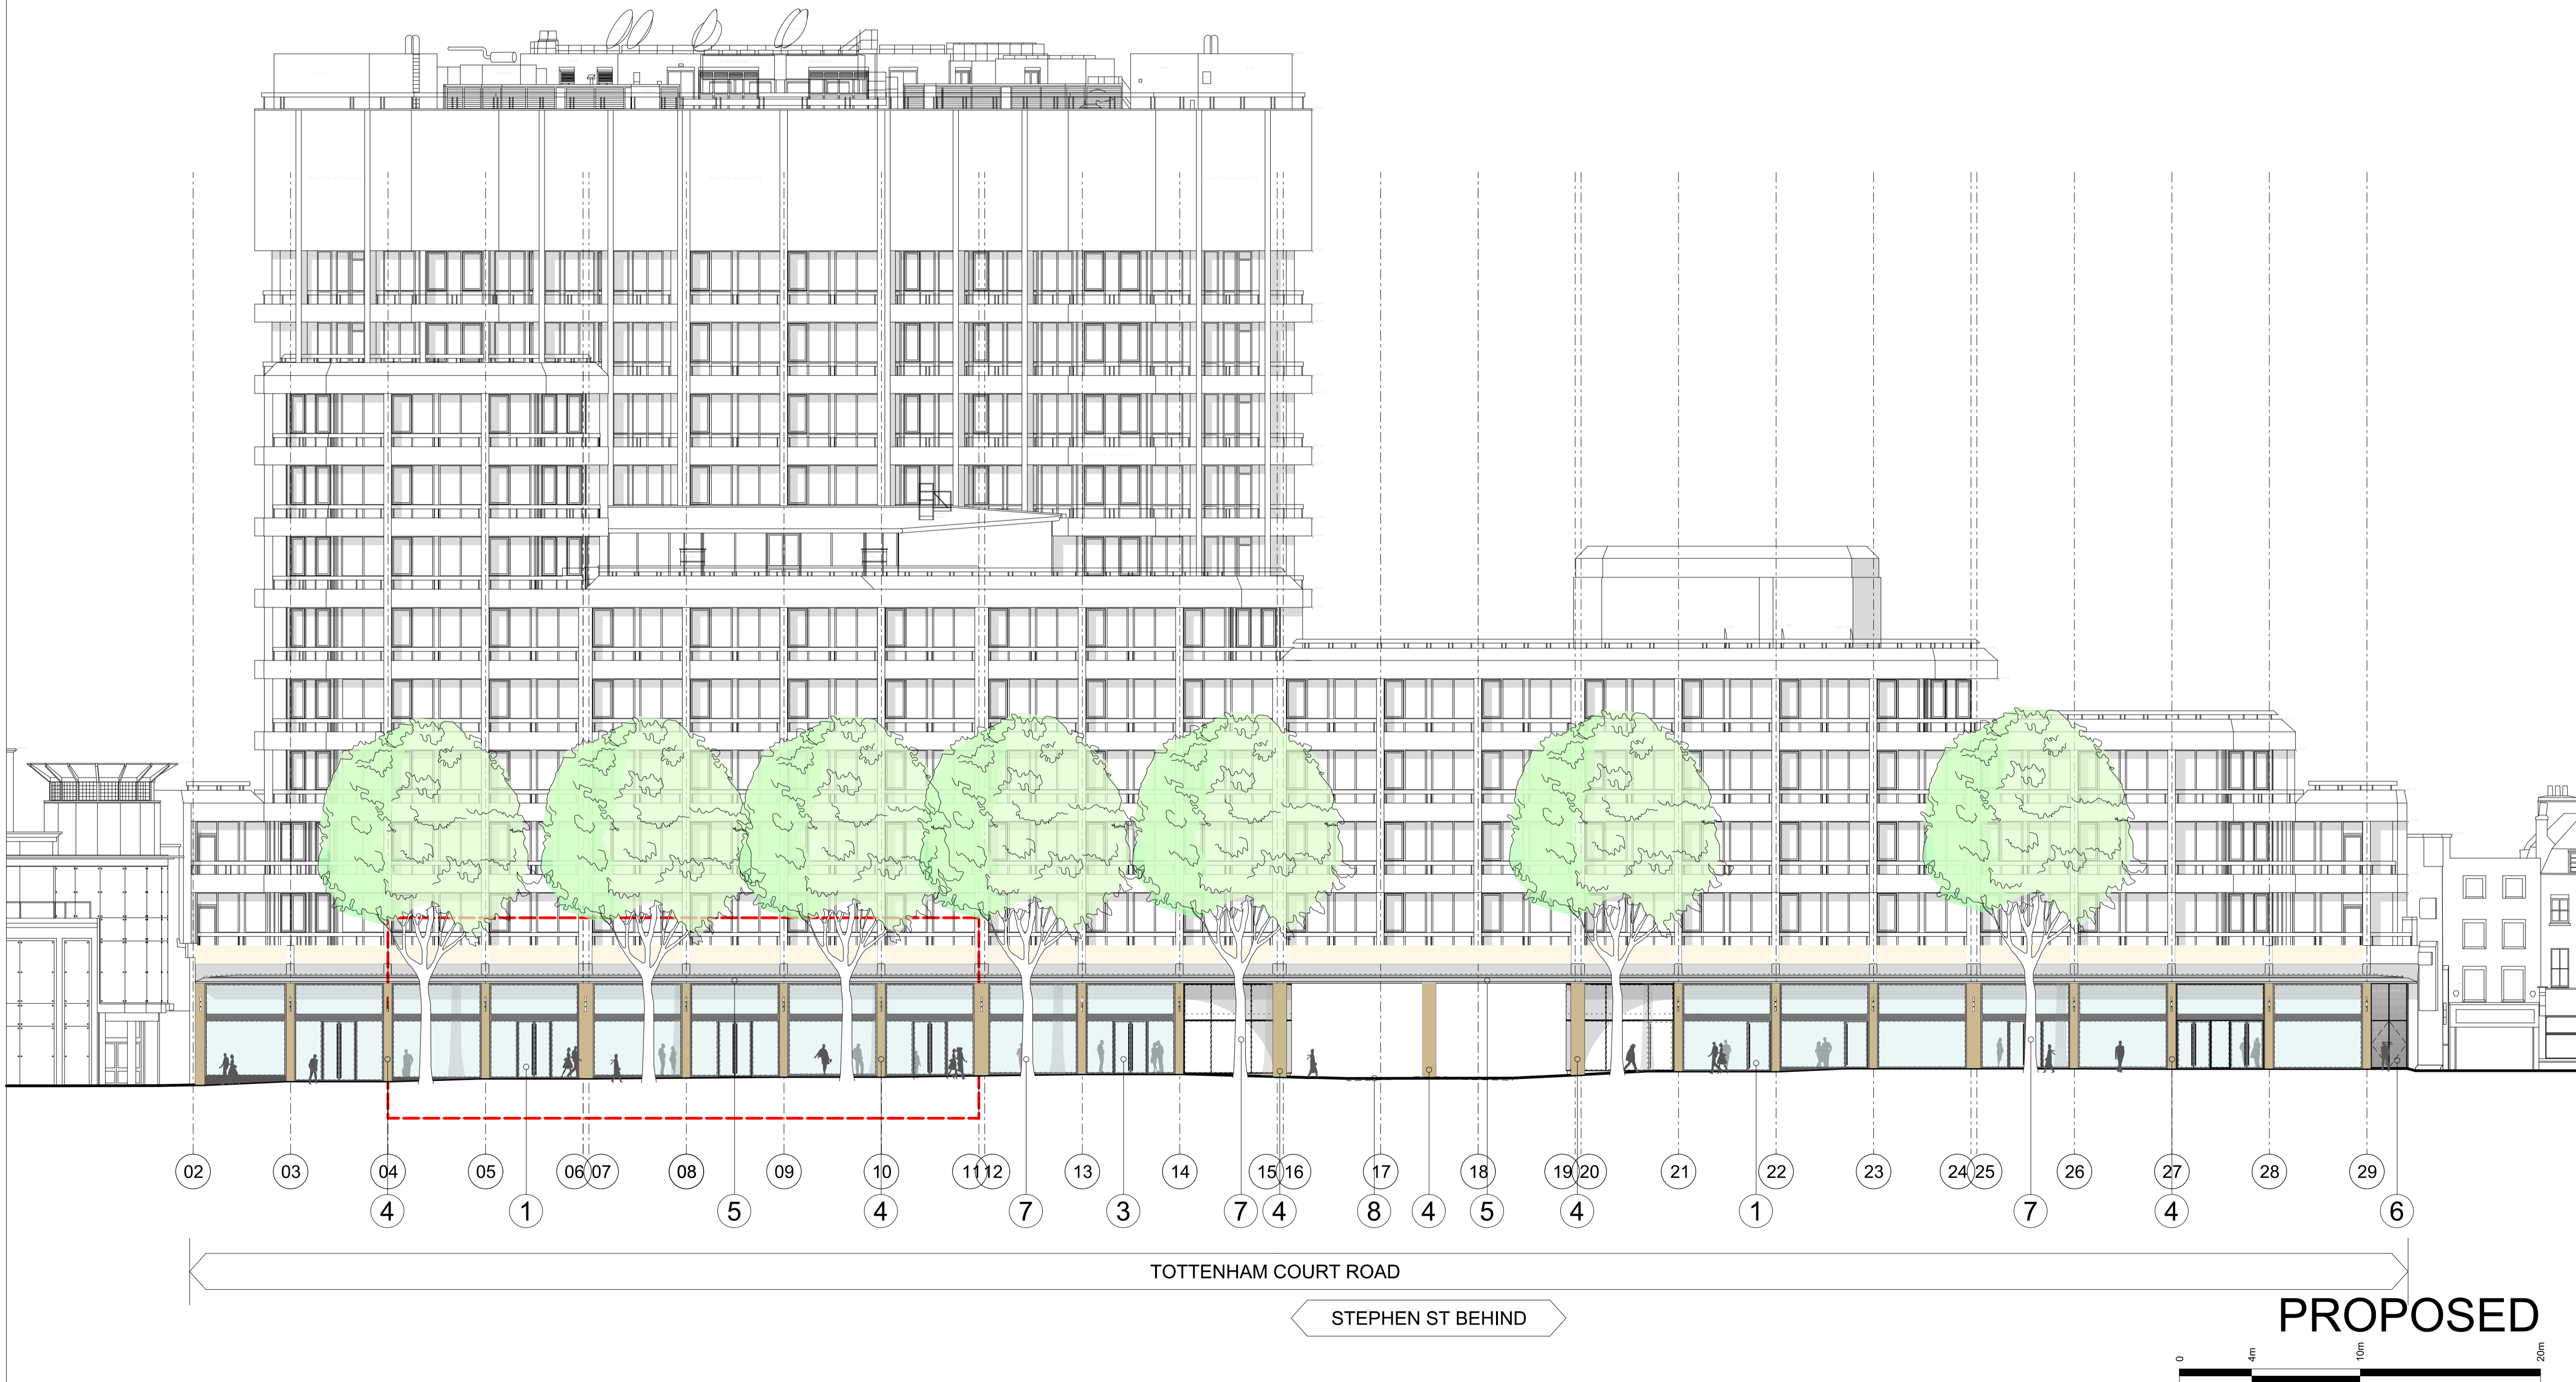 02 03 04 05 06 07 08 09 10 11 12 13 14 15 16 17 18 19 20 21 22 23 24 25 26 27 28 29
4 1 5 4 7 3 7 4 8 4 5 4 1 7 4 6
TOTTENHAM COURT ROAD
STEPHEN ST BEHIND
PROPOSED
0 4m 10m 20m